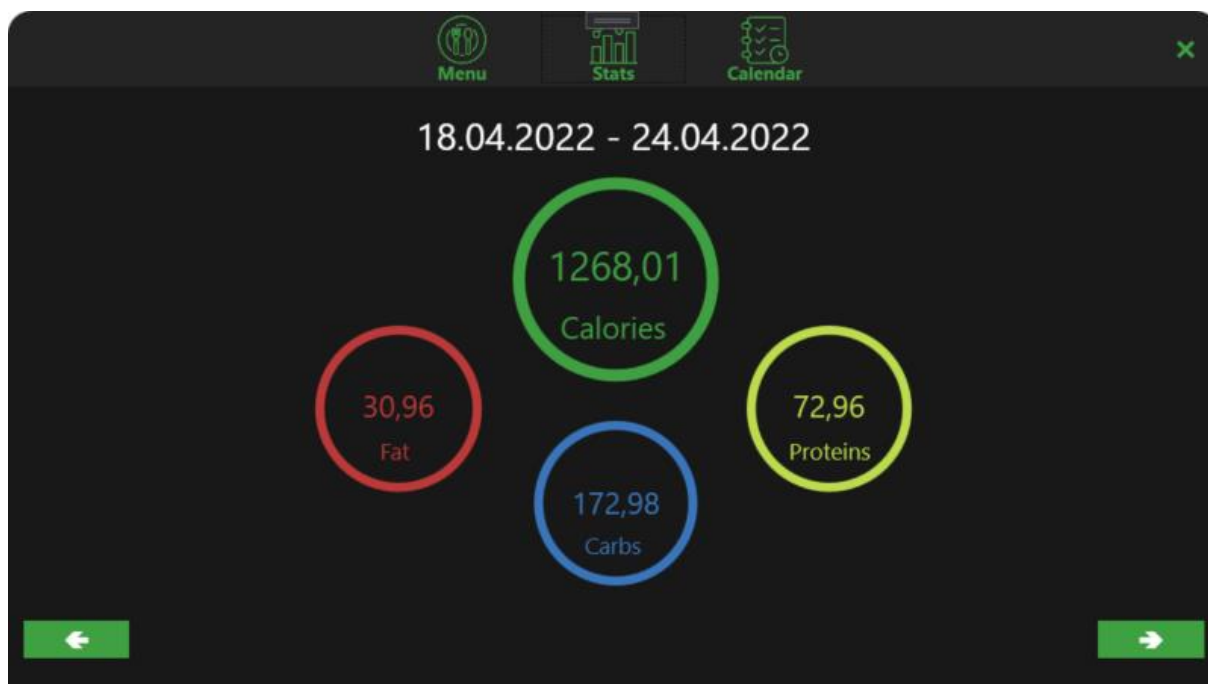 Menu
Stats
Calendar
18.04.2022 - 24.04.2022
1268,01
Calories
30,96
Fat
72,96
Proteins
172,98
Carbs